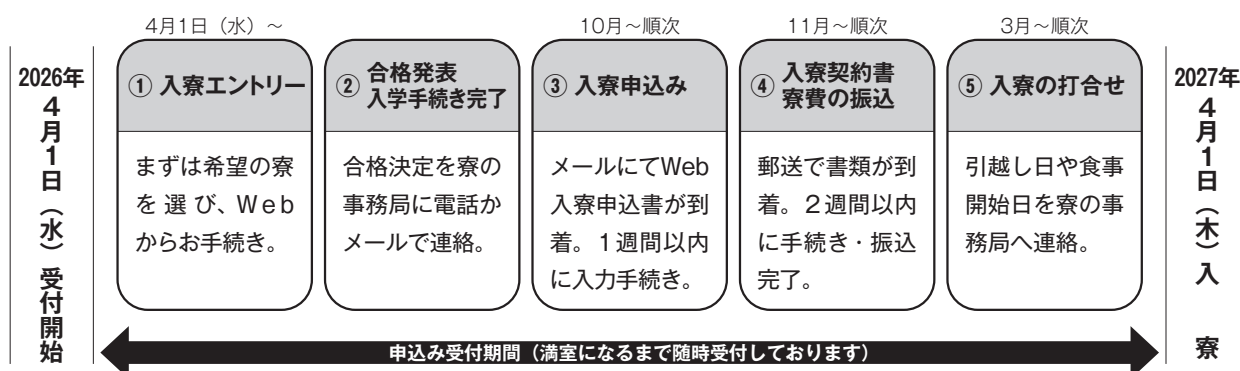 2026年
4月1日（水）受付開始
4月1日（水）～
① 入寮エントリー
まずは希望の寮
を選び、Web
からお手続き。
② 合格発表
入学手続き完了
合格決定を寮の
事務局に電話か
メールで連絡。
10月～順次
③ 入寮申込み
メールにてWeb
入寮申込書が到
着。1週間以内
に入力手続き。
11月～順次
④ 入寮契約書
寮費の振込
郵送で書類が到
着。2週間以内
に手続き・振込
完了。
3月～順次
⑤ 入寮の打合せ
引越し日や食事
開始日を寮の事
務局へ連絡。
2027年
4月1日（木）入 寮
申込み受付期間（満室になるまで随時受付しております）